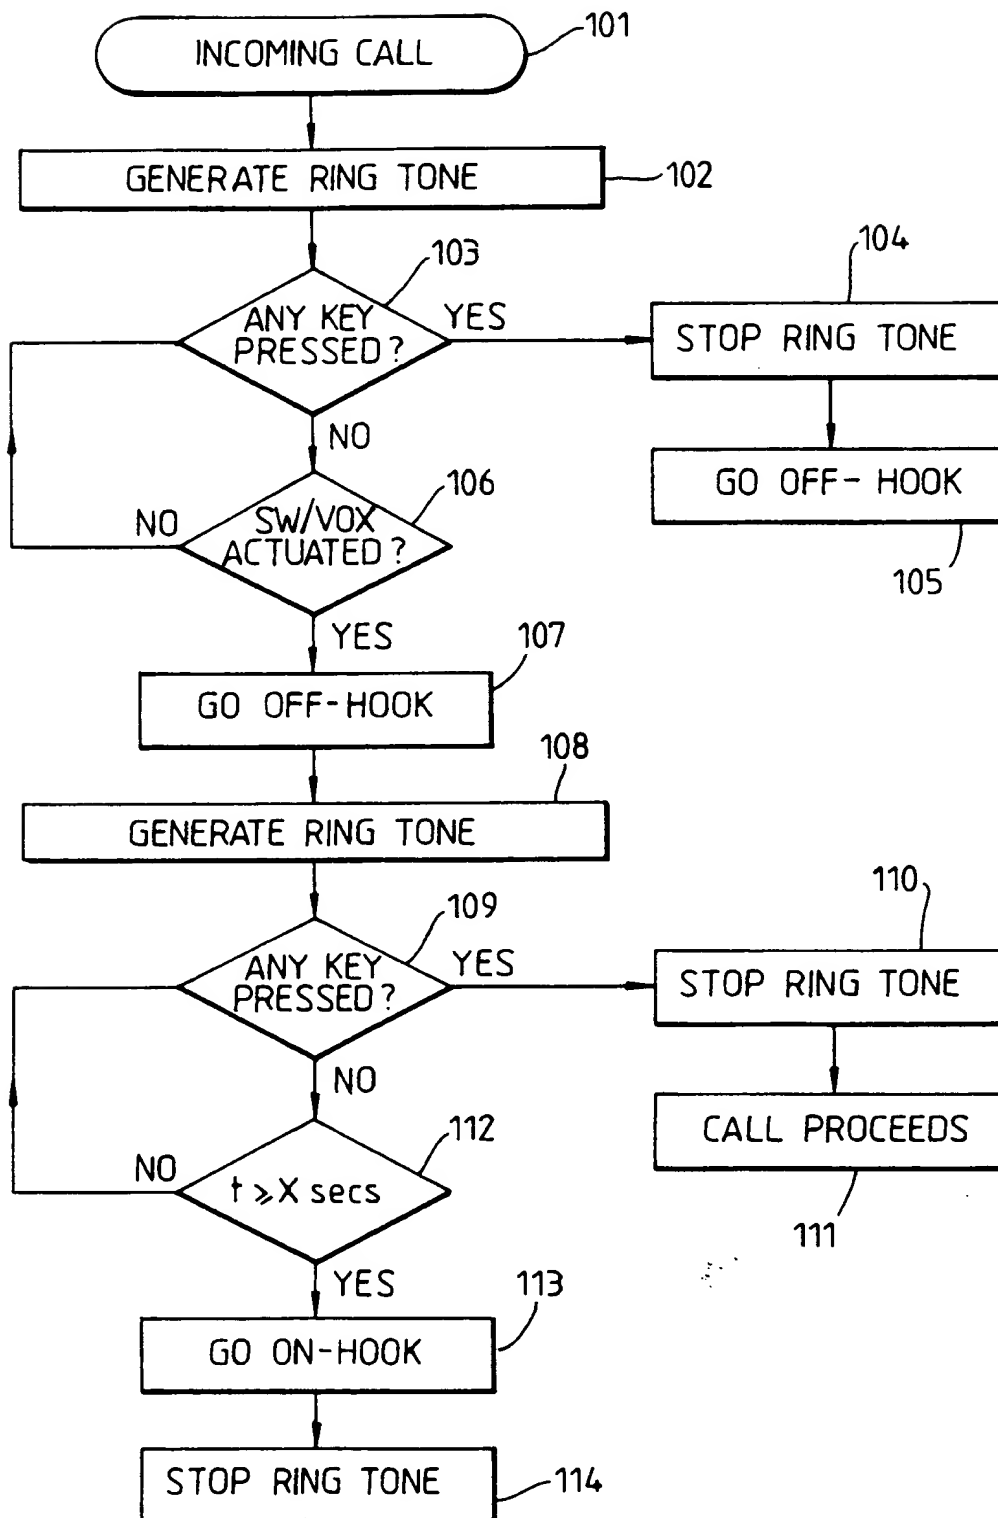 INCOMING CALL
101
GENERATE RING TONE
102
103
ANY KEY
PRESSED?
YES
104
STOP RING TONE
NO
GO OFF-HOOK
105
106
SW/VOX
ACTUATED?
NO
YES
107
GO OFF-HOOK
108
GENERATE RING TONE
109
ANY KEY
PRESSED?
YES
110
STOP RING TONE
NO
CALL PROCEEDS
111
112
t ⩾ X secs
NO
YES
113
GO ON-HOOK
STOP RING TONE
114